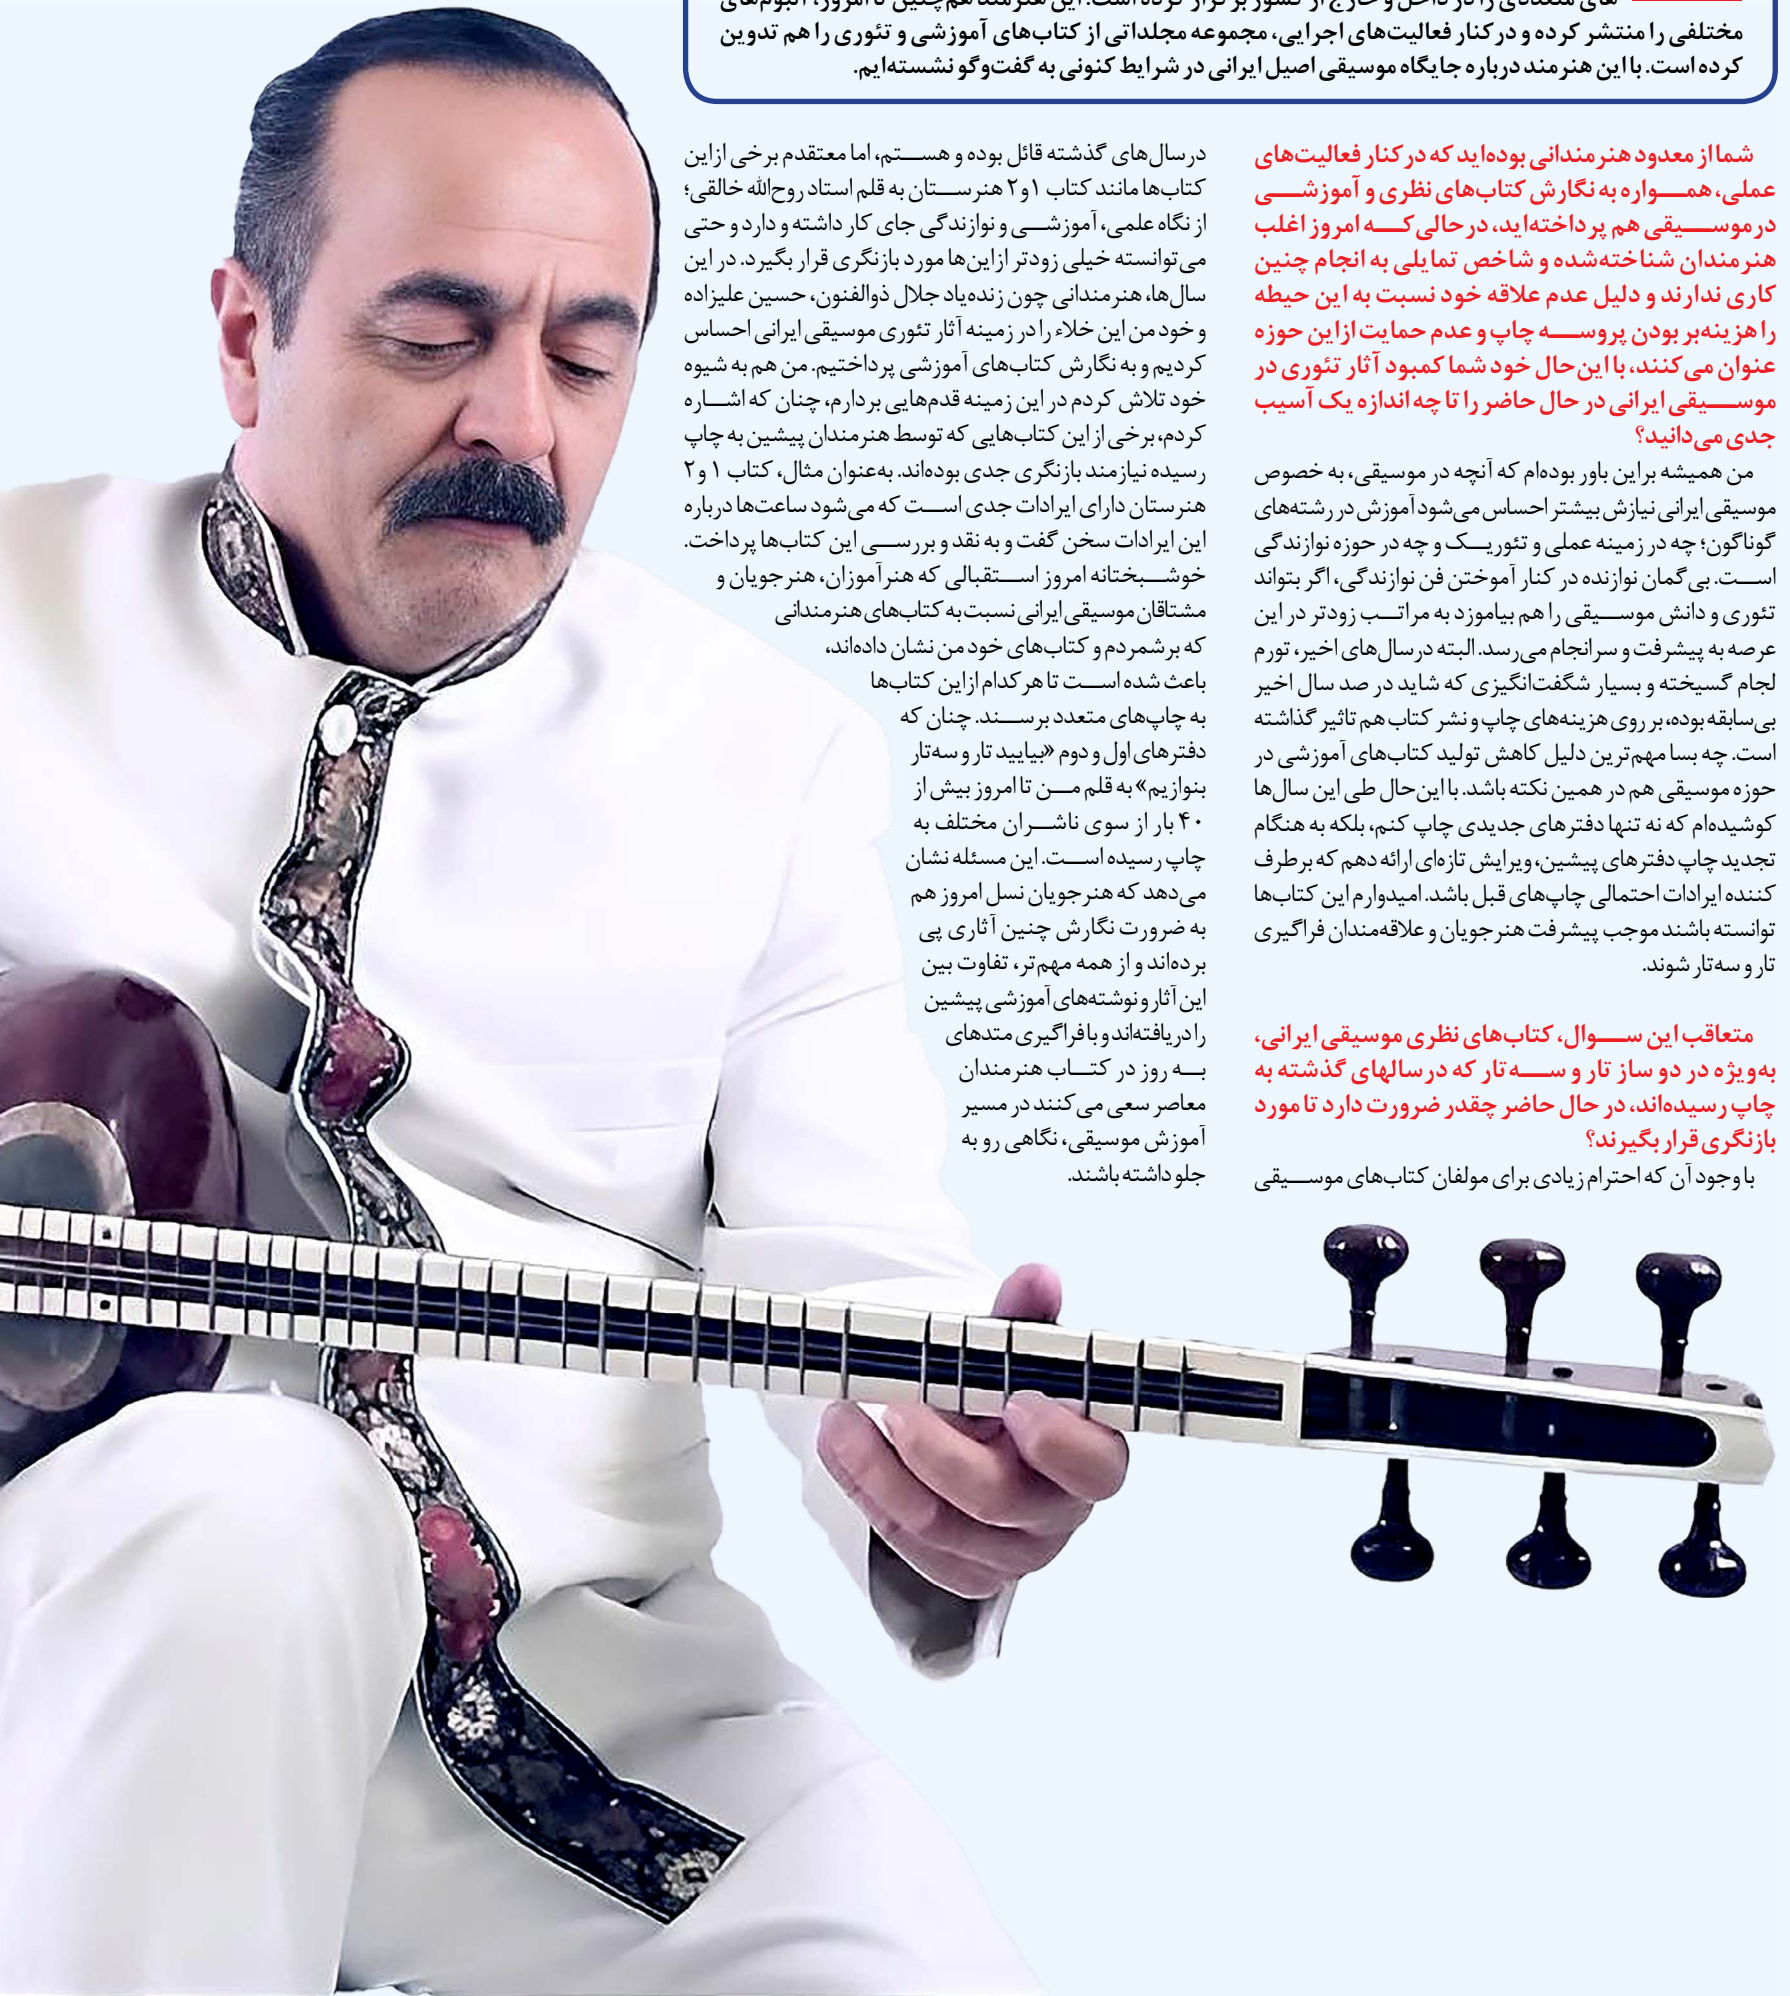 های متعددی را در داخل و خارج از کشور برگزار کرده است. این هنرمند هم‌چنین تا امروز، آلبوم‌های
مختلفی را منتشر کرده و در کنار فعالیت‌های اجرایی، مجموعه مجلداتی از کتاب‌های آموزشی و تئوری را هم تدوین
کرده است. با این هنرمند درباره جایگاه موسیقی اصیل ایرانی در شرایط کنونی به گفت‌وگو نشسته‌ایم.
شما از معدود هنرمندانی بوده‌اید که در کنار فعالیت‌های
عملی، همـــواره به نگارش کتاب‌های نظری و آموزشـــی
در موســـیقی هم پرداخته‌اید، در حالی کـــه امروز اغلب
هنرمندان شناخته‌شده و شاخص تمایلی به انجام چنین
کاری ندارند و دلیل عدم علاقه خود نسبت به این حیطه
را هزینه‌بر بودن پروســـه چاپ و عدم حمایت از این حوزه
عنوان می‌کنند، با این‌حال خود شما کمبود آثار تئوری در
موســـیقی ایرانی در حال حاضر را تا چه اندازه یک آسیب
جدی می‌دانید؟
من همیشه بر این باور بوده‌ام که آنچه در موسیقی، به خصوص
موسیقی ایرانی نیازش بیشتر احساس می‌شود آموزش در رشته‌های
گوناگون؛ چه در زمینه عملی و تئوریـــک و چه در حوزه نوازندگی
اســـت. بی‌گمان نوازنده در کنار آموختن فن نوازندگی، اگر بتواند
تئوری و دانش موســـیقی را هم بیاموزد به مراتـــب زودتر در این
عرصه به پیشرفت و سرانجام می‌رسد. البته در سال‌های اخیر، تورم
لجام گسیخته و بسیار شگفت‌انگیزی که شاید در صد سال اخیر
بی‌سابقه بوده، بر روی هزینه‌های چاپ و نشر کتاب هم تاثیر گذاشته
است. چه بسا مهم‌ترین دلیل کاهش تولید کتاب‌های آموزشی در
حوزه موسیقی هم در همین نکته باشد. با این‌حال طی این سال‌ها
کوشیده‌ام که نه تنها دفترهای جدیدی چاپ کنم، بلکه به هنگام
تجدید چاپ دفترهای پیشین، ویرایش تازه‌ای ارائه دهم که برطرف
کننده ایرادات احتمالی چاپ‌های قبل باشد. امیدوارم این کتاب‌ها
توانسته باشند موجب پیشرفت هنرجویان و علاقه‌مندان فراگیری
تار و سه‌تار شوند.
متعاقب این ســـوال، کتاب‌های نظری موسیقی ایرانی،
به‌ویژه در دو ساز تار و ســـه تار که در سالهای گذشته به
چاپ رسیده‌اند، در حال حاضر چقدر ضرورت دارد تا مورد
بازنگری قرار بگیرند؟
با وجود آن که احترام زیادی برای مولفان کتاب‌های موســـیقی
در سال‌های گذشته قائل بوده و هســـتم، اما معتقدم برخی از این
کتاب‌ها مانند کتاب ۱ و ۲ هنرســـتان به قلم استاد روح‌الله خالقی؛
از نگاه علمی، آموزشـــی و نوازندگی جای کار داشته و دارد و حتی
می‌توانسته خیلی زودتر از این‌ها مورد بازنگری قرار بگیرد. در این
سال‌ها، هنرمندانی چون زنده‌یاد جلال ذوالفنون، حسین علیزاده
و خود من این خلاء را در زمینه آثار تئوری موسیقی ایرانی احساس
کردیم و به نگارش کتاب‌های آموزشی پرداختیم. من هم به شیوه
خود تلاش کردم در این زمینه قدم‌هایی بردارم، چنان که اشـــاره
کردم، برخی از این کتاب‌هایی که توسط هنرمندان پیشین به چاپ
رسیده نیازمند بازنگری جدی بوده‌اند. به‌عنوان مثال، کتاب ۱ و ۲
هنرستان دارای ایرادات جدی اســـت که می‌شود ساعت‌ها درباره
این ایرادات سخن گفت و به نقد و بررســـی این کتاب‌ها پرداخت.
خوشـــبختانه امروز اســـتقبالی که هنرآموزان، هنرجویان و
مشتاقان موسیقی ایرانی نسبت به کتاب‌های هنرمندانی
که برشمردم و کتاب‌های خود من نشان داده‌اند،
باعث شده اســـت تا هر کدام از این کتاب‌ها
به چاپ‌های متعدد برســـند. چنان که
دفترهای اول و دوم «بیایید تار و سه‌تار
بنوازیم» به قلم مـــن تا امروز بیش از
۴۰ بار از سوی ناشـــران مختلف به
چاپ رسیده اســـت. این مسئله نشان
می‌دهد که هنرجویان نسل امروز هم
به ضرورت نگارش چنین آثاری پی
برده‌اند و از همه مهم‌تر، تفاوت بین
این آثار و نوشته‌های آموزشی پیشین
را دریافته‌اند و با فراگیری متدهای
بـــه روز در کتـــاب هنرمندان
معاصر سعی می‌کنند در مسیر
آموزش موسیقی، نگاهی رو به
جلو داشته باشند.